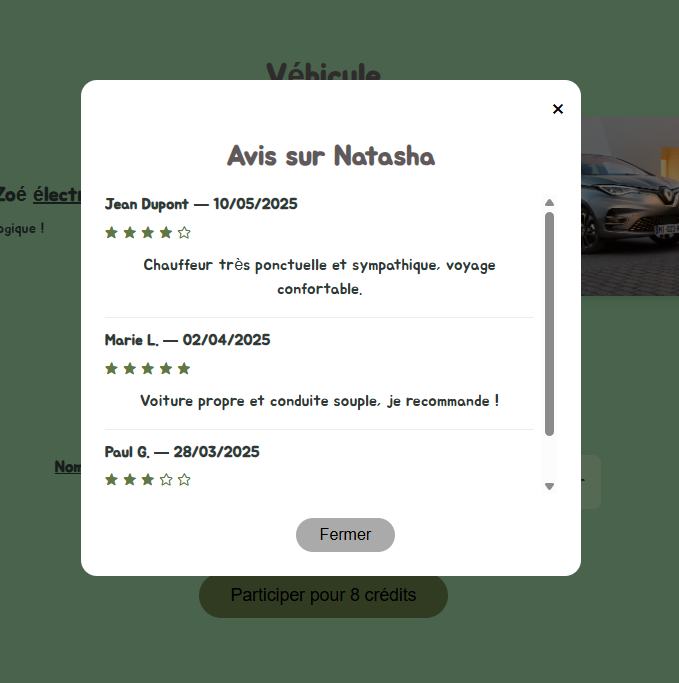 Véhicule
×
Avis sur Natasha
Zoé électr
Jean Dupont — 10/05/2025
ogique !
Chauffeur très ponctuelle et sympathique, voyage
confortable.
Marie L. — 02/04/2025
Voiture propre et conduite souple, je recommande !
Paul G. — 28/03/2025
Nom
Fermer
Participer pour 8 crédits